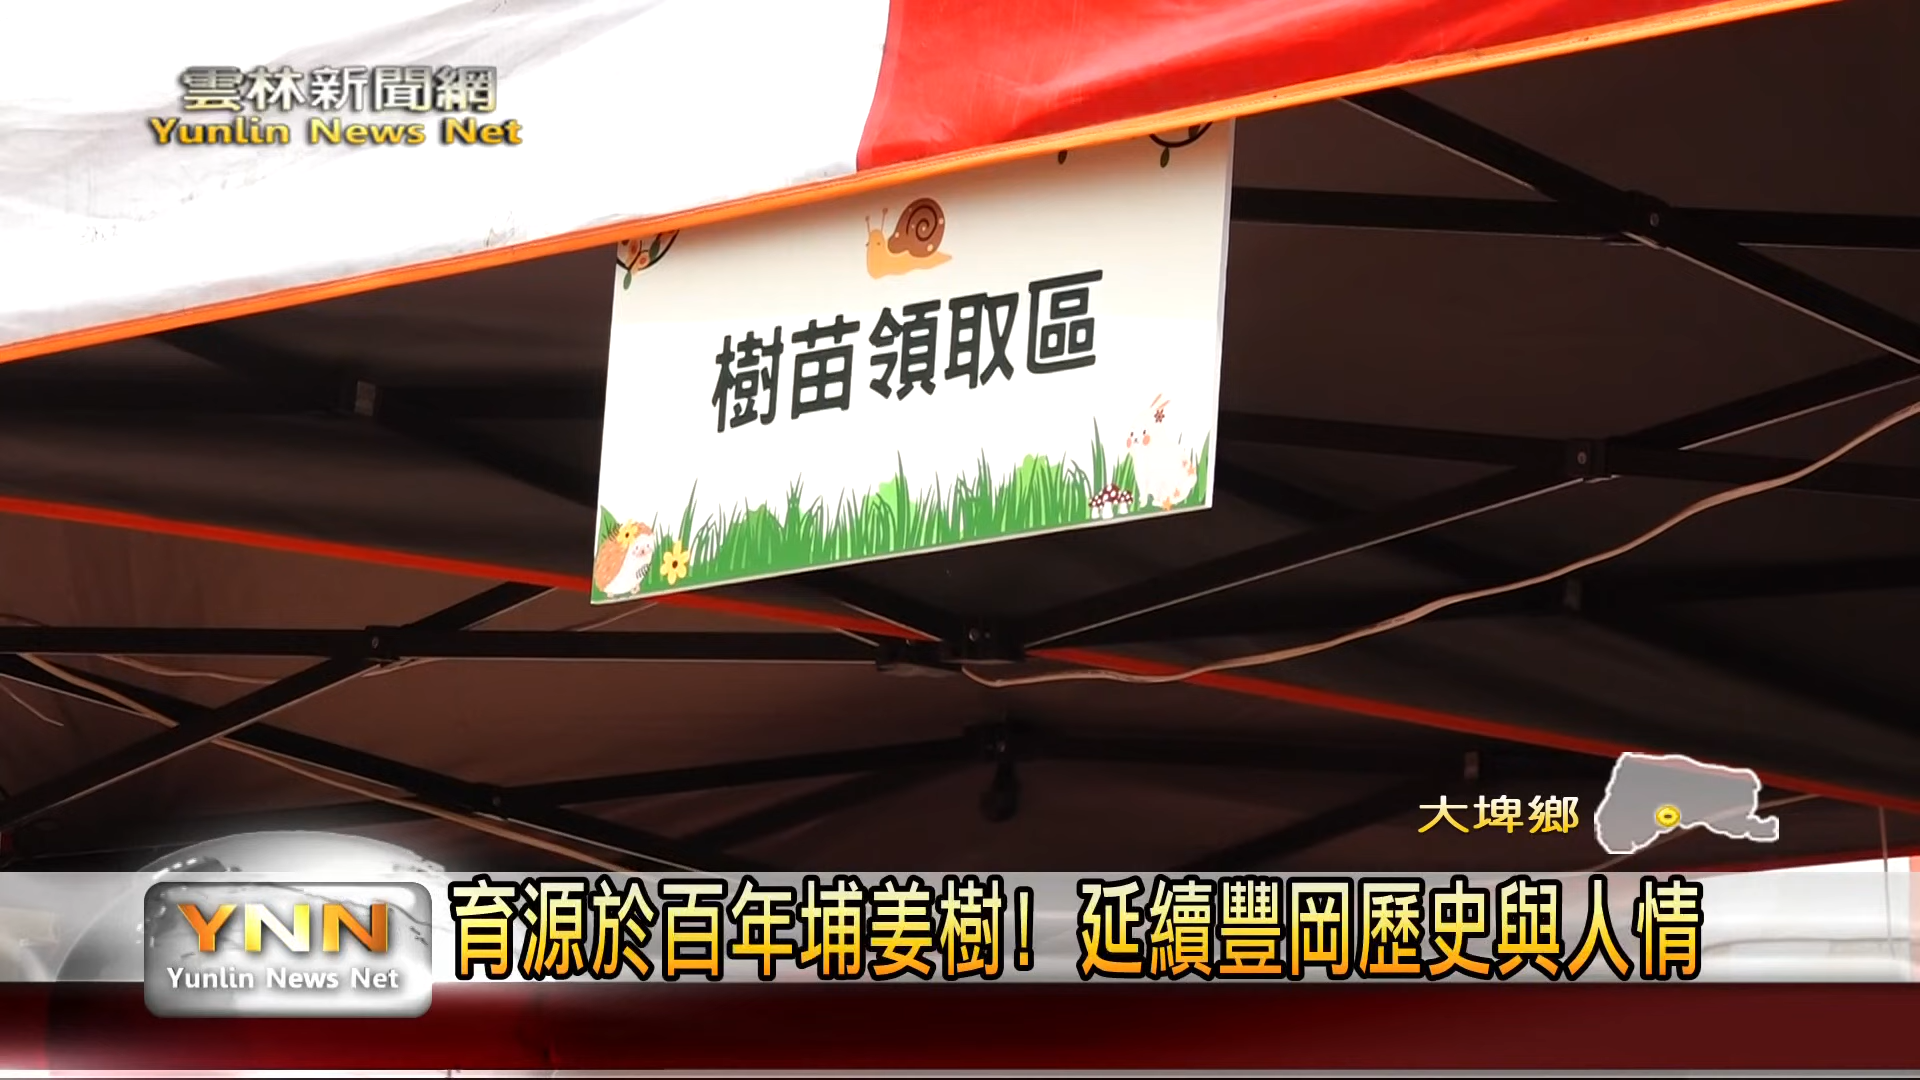 雲林新聞網
Yunlin News Net
樹苗領取區
大埤鄉
育源於百年埔姜樹! 延續豐岡歷史與人情
YNN
Yunlin News Net